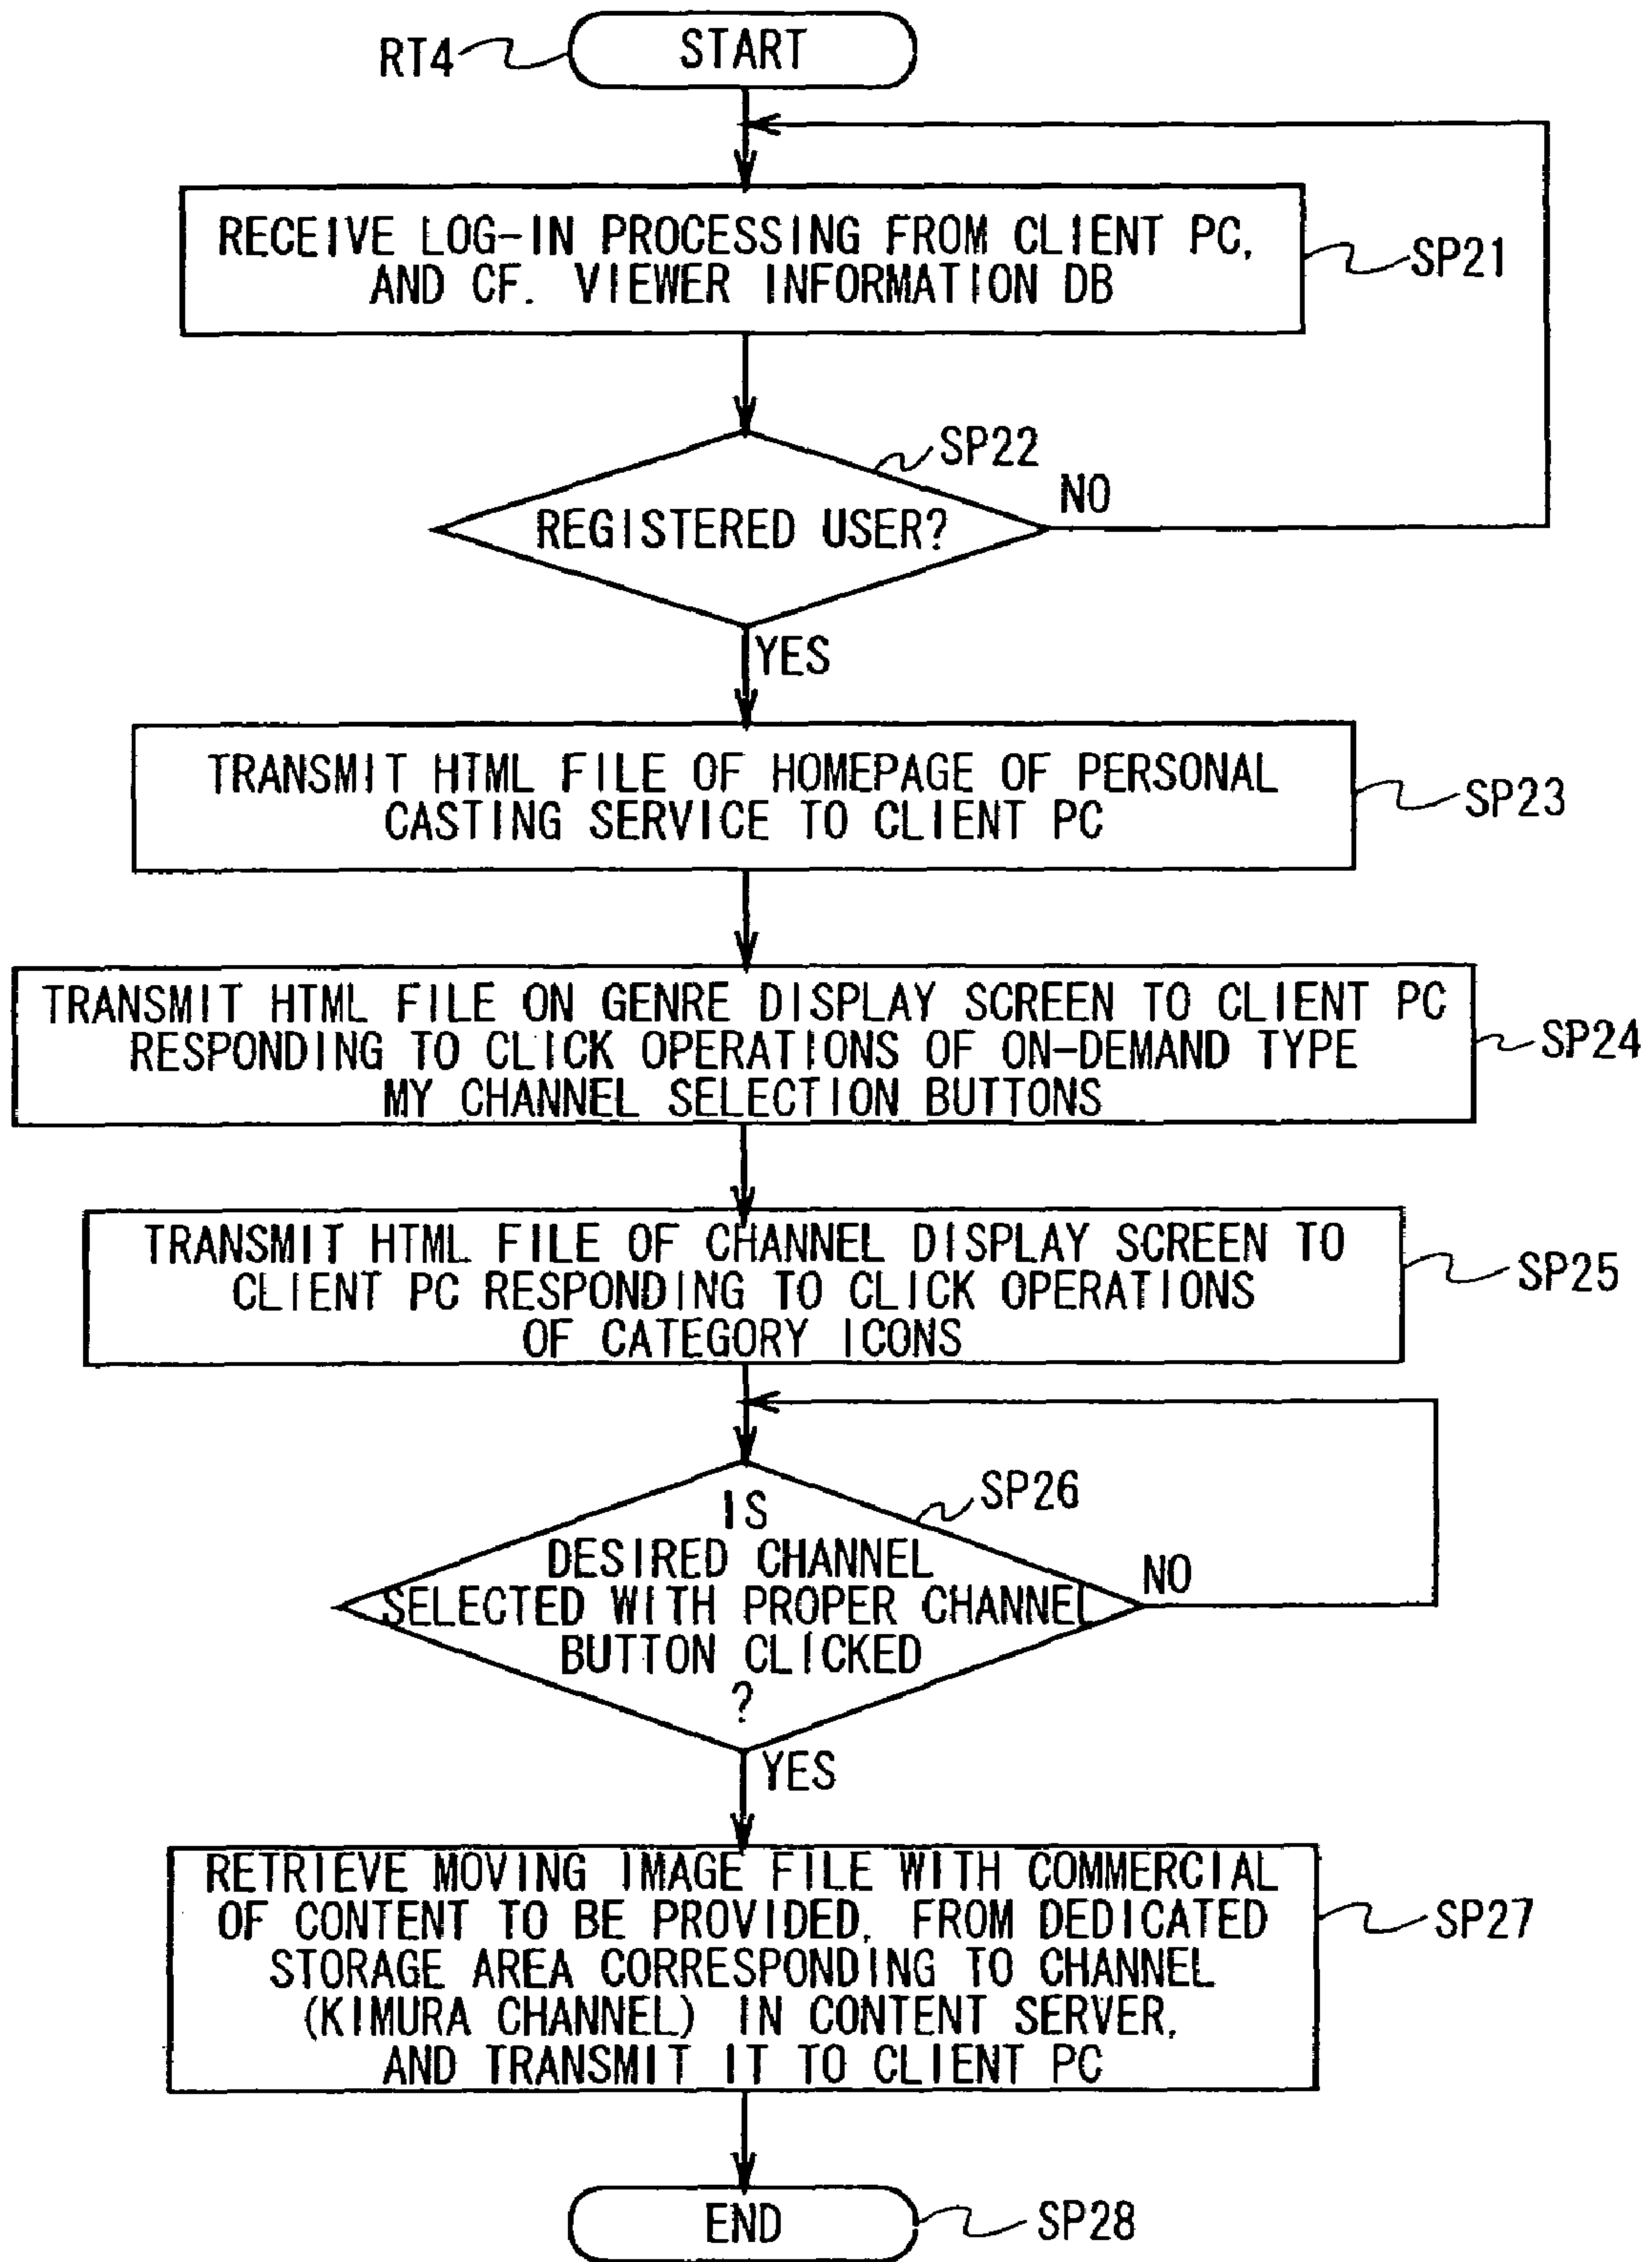 RT4
START
RECEIVE LOG-IN PROCESSING FROM CLIENT PC,
AND CF. VIEWER INFORMATION DB
SP21
SP22
REGISTERED USER?
NO
YES
TRANSMIT HTML FILE OF HOMEPAGE OF PERSONAL
CASTING SERVICE TO CLIENT PC
SP23
TRANSMIT HTML FILE ON GENRE DISPLAY SCREEN TO CLIENT PC
RESPONDING TO CLICK OPERATIONS OF ON-DEMAND TYPE
MY CHANNEL SELECTION BUTTONS
SP24
TRANSMIT HTML FILE OF CHANNEL DISPLAY SCREEN TO
CLIENT PC RESPONDING TO CLICK OPERATIONS
OF CATEGORY ICONS
SP25
SP26
IS
DESIRED CHANNEL
SELECTED WITH PROPER CHANNEL
BUTTON CLICKED
?
NO
YES
RETRIEVE MOVING IMAGE FILE WITH COMMERCIAL
OF CONTENT TO BE PROVIDED, FROM DEDICATED
STORAGE AREA CORRESPONDING TO CHANNEL
(KIMURA CHANNEL) IN CONTENT SERVER,
AND TRANSMIT IT TO CLIENT PC
SP27
END
SP28